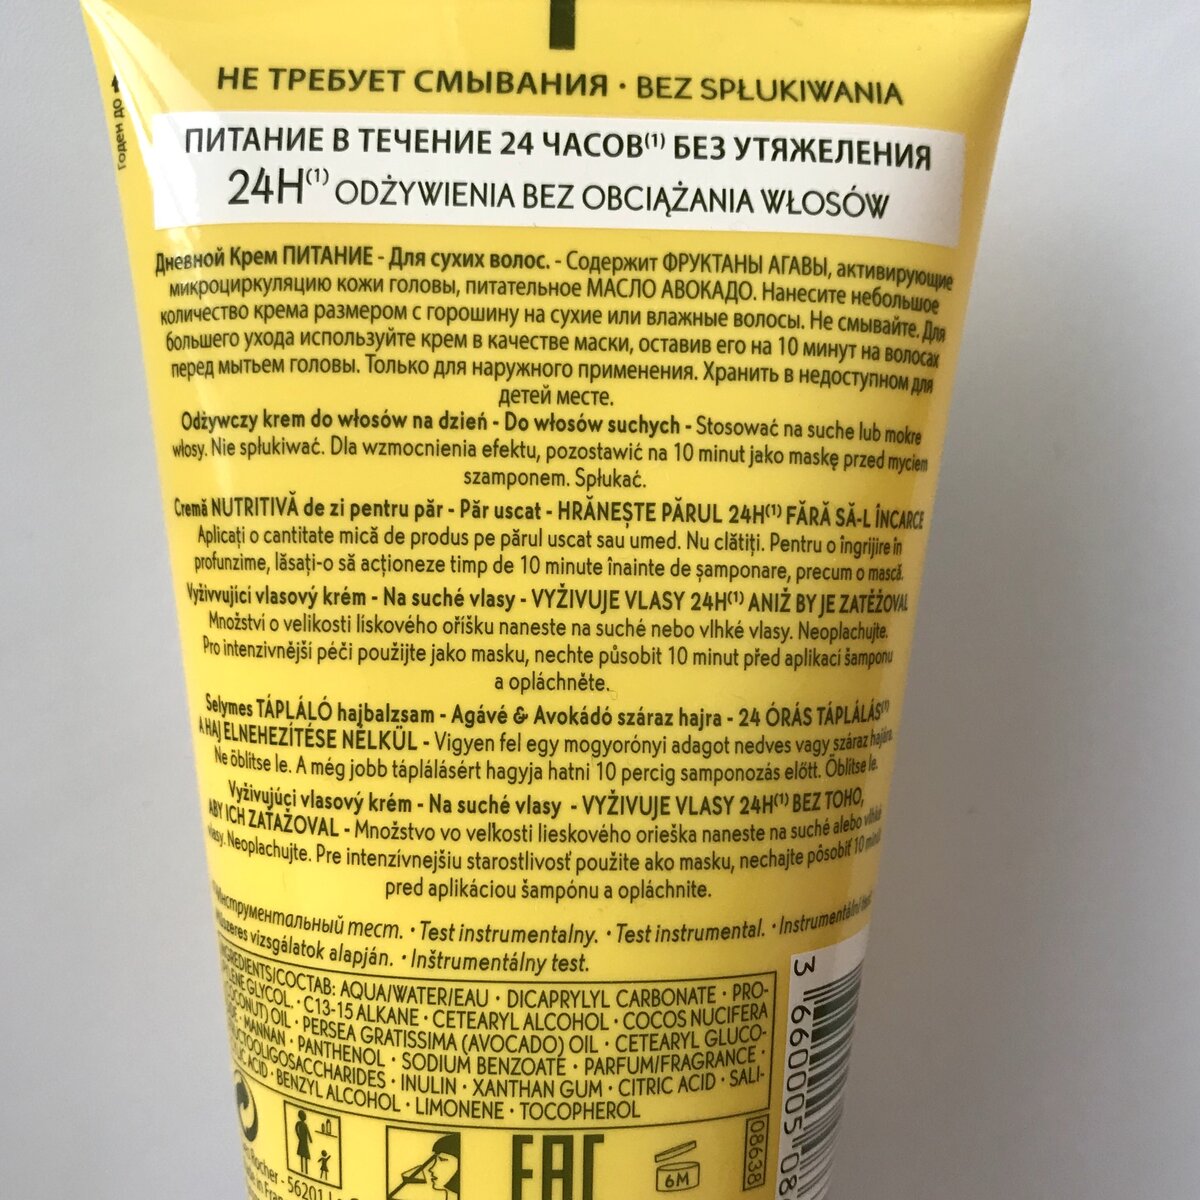 Годен до
НЕ ТРЕБУЕТ СМЫВАНИЯ · BEZ SPŁUKIWANIA
ПИТАНИЕ В ТЕЧЕНИЕ 24 ЧАСОВ(1) БЕЗ УТЯЖЕЛЕНИЯ
24H(1) ODŻYWIENIA BEZ OBCIĄŻANIA WŁOSÓW
Дневной Крем ПИТАНИЕ - Для сухих волос. - Содержит ФРУКТАНЫ АГАВЫ, активирующие
микроциркуляцию кожи головы, питательное МАСЛО АВОКАДО. Нанесите небольшое
количество крема размером с горошину на сухие или влажные волосы. Не смывайте. Для
большего ухода используйте крем в качестве маски, оставив его на 10 минут на волосах
перед мытьем головы. Только для наружного применения. Хранить в недоступном для
детей месте.
Odżywczy krem do włosów na dzień - Do włosów suchych - Stosować na suche lub mokre
włosy. Nie spłukiwać. Dla wzmocnienia efektu, pozostawić na 10 minut jako maskę przed myciem
szamponem. Spłukać.
Cremă NUTRITIVĂ de zi pentru păr - Păr uscat - HRĂNEȘTE PĂRUL 24H(1) FĂRĂ SĂ-L ÎNCARCE
Aplicați o cantitate mică de produs pe părul uscat sau umed. Nu clătiți. Pentru o îngrijire în
profunzime, lăsați-o să acționeze timp de 10 minute înainte de șamponare, precum o mască.
Vyživvující vlasový krém - Na suché vlasy - VYŽIVUJE VLASY 24H(1) ANIŽ BY JE ZATĚŽOVAL
Množství o velikosti lískového oříšku naneste na suché nebo vlhké vlasy. Neoplachujte.
Pro intenzivnější péči použijte jako masku, nechte působit 10 minut před aplikací šamponu
a opláchněte.
Selymes TÁPLÁLÓ hajbalzsam - Agávé & Avokádó száraz hajra - 24 ÓRÁS TÁPLÁLÁS(1)
A HAJ ELNEHEZÍTÉSE NÉLKÜL - Vigyen fel egy mogyorónyi adagot nedves vagy száraz hajára.
Ne öblítse le. A még jobb táplálásért hagyja hatni 10 percig samponozás előtt. Öblítse le.
Vyživujúci vlasový krém - Na suché vlasy - VYŽIVUJE VLASY 24H(1) BEZ TOHO,
ABY ICH ZAŤAŽOVAL - Množstvo vo veľkosti lieskového orieška naneste na suché alebo vlhké
vlasy. Neoplachujte. Pre intenzívnejšiu starostlivosť použite ako masku, nechajte pôsobiť 10 minút
pred aplikáciou šampónu a opláchnite.
Инструментальный тест. · Test instrumentalny. · Test instrumental. · Instrumentální test
Műszeres vizsgálatok alapján. · Inštrumentálny test.
INGREDIENTS/СОСТАВ: AQUA/WATER/EAU · DICAPRYLYL CARBONATE · PRO-
GLYCOL · C13-15 ALKANE · CETEARYL ALCOHOL · COCOS NUCIFERA
(COCONUT) OIL · PERSEA GRATISSIMA (AVOCADO) OIL · CETEARYL GLUCO-
· MANNAN · PANTHENOL · SODIUM BENZOATE · PARFUM/FRAGRANCE ·
· INULIN · XANTHAN GUM · CITRIC ACID · SALI-
ACID · BENZYL ALCOHOL · LIMONENE · TOCOPHEROL
3 660005 08
08638
EAC
6M
Rocher - 56201 La
in Fran